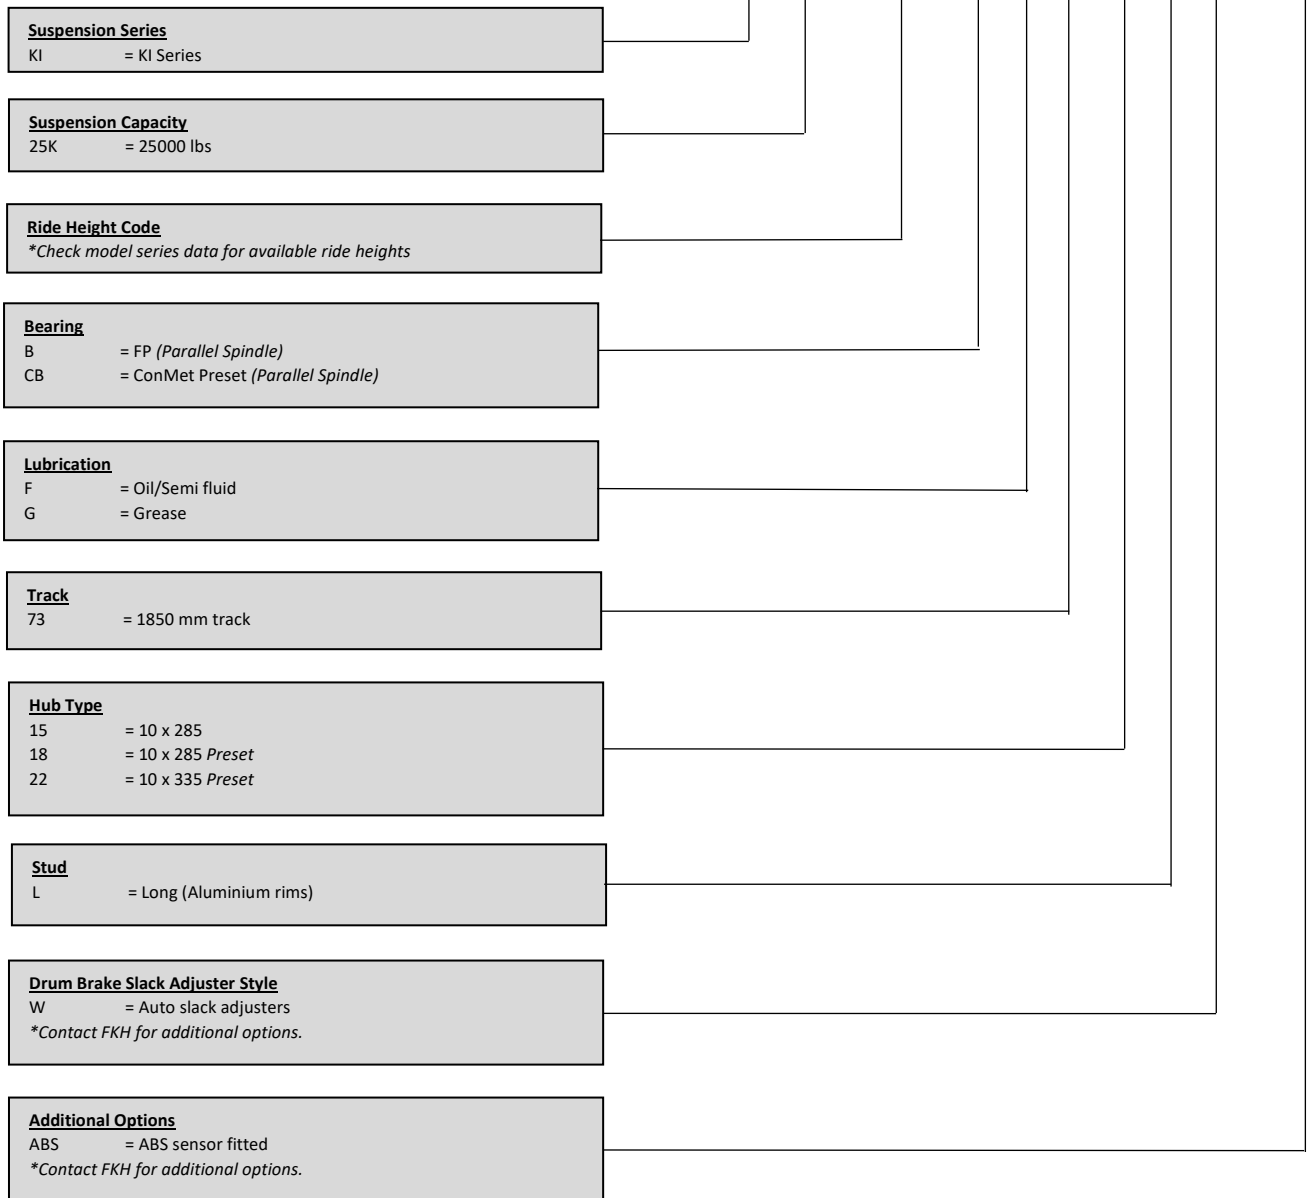 Suspension Series
KI = KI Series
Suspension Capacity
25K = 25000 lbs
Ride Height Code
*Check model series data for available ride heights
Bearing
B = FP (Parallel Spindle)
CB = ConMet Preset (Parallel Spindle)
Lubrication
F = Oil/Semi fluid
G = Grease
Track
73 = 1850 mm track
Hub Type
15 = 10 x 285
18 = 10 x 285 Preset
22 = 10 x 335 Preset
Stud
L = Long (Aluminium rims)
Drum Brake Slack Adjuster Style
W = Auto slack adjusters
*Contact FKH for additional options.
Additional Options
ABS = ABS sensor fitted
*Contact FKH for additional options.